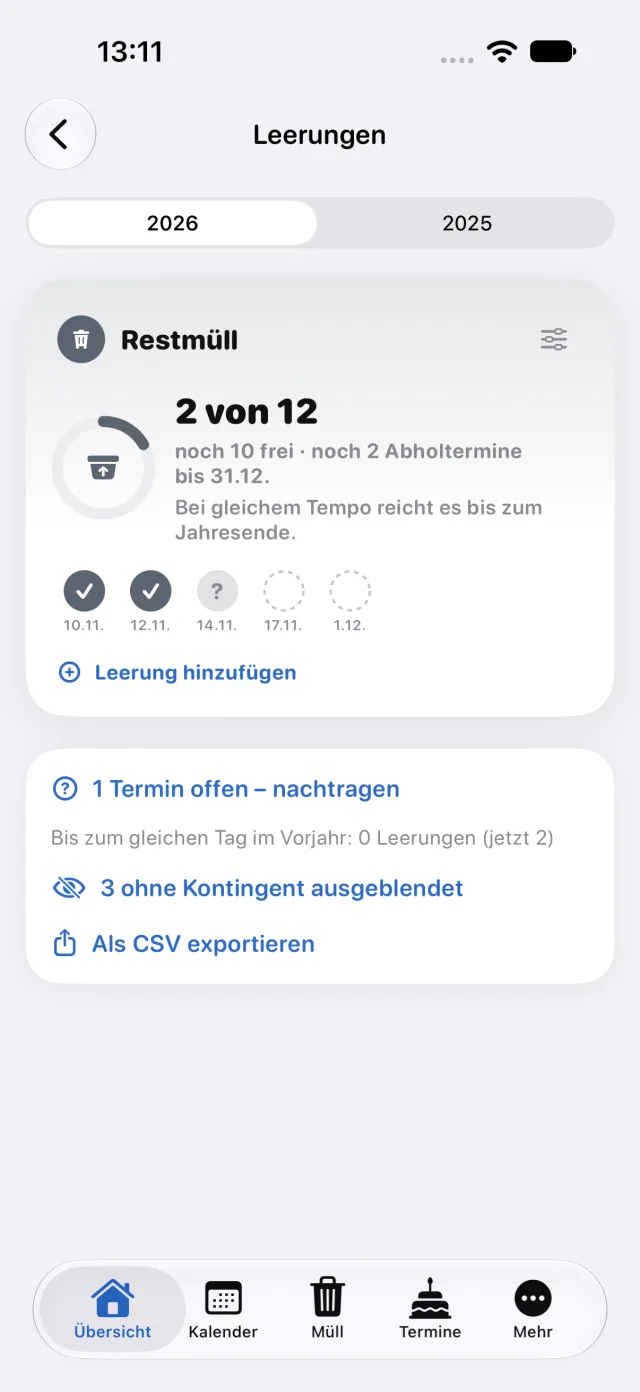 13:11
Leerungen
2026 2025
Restmüll
2 von 12
noch 10 frei · noch 2 Abholtermine
bis 31.12.
Bei gleichem Tempo reicht es bis zum
Jahresende.
?
10.11. 12.11. 14.11. 17.11. 1.12.
Leerung hinzufügen
1 Termin offen – nachtragen
Bis zum gleichen Tag im Vorjahr: 0 Leerungen (jetzt 2)
3 ohne Kontingent ausgeblendet
Als CSV exportieren
Übersicht Kalender Müll Termine Mehr